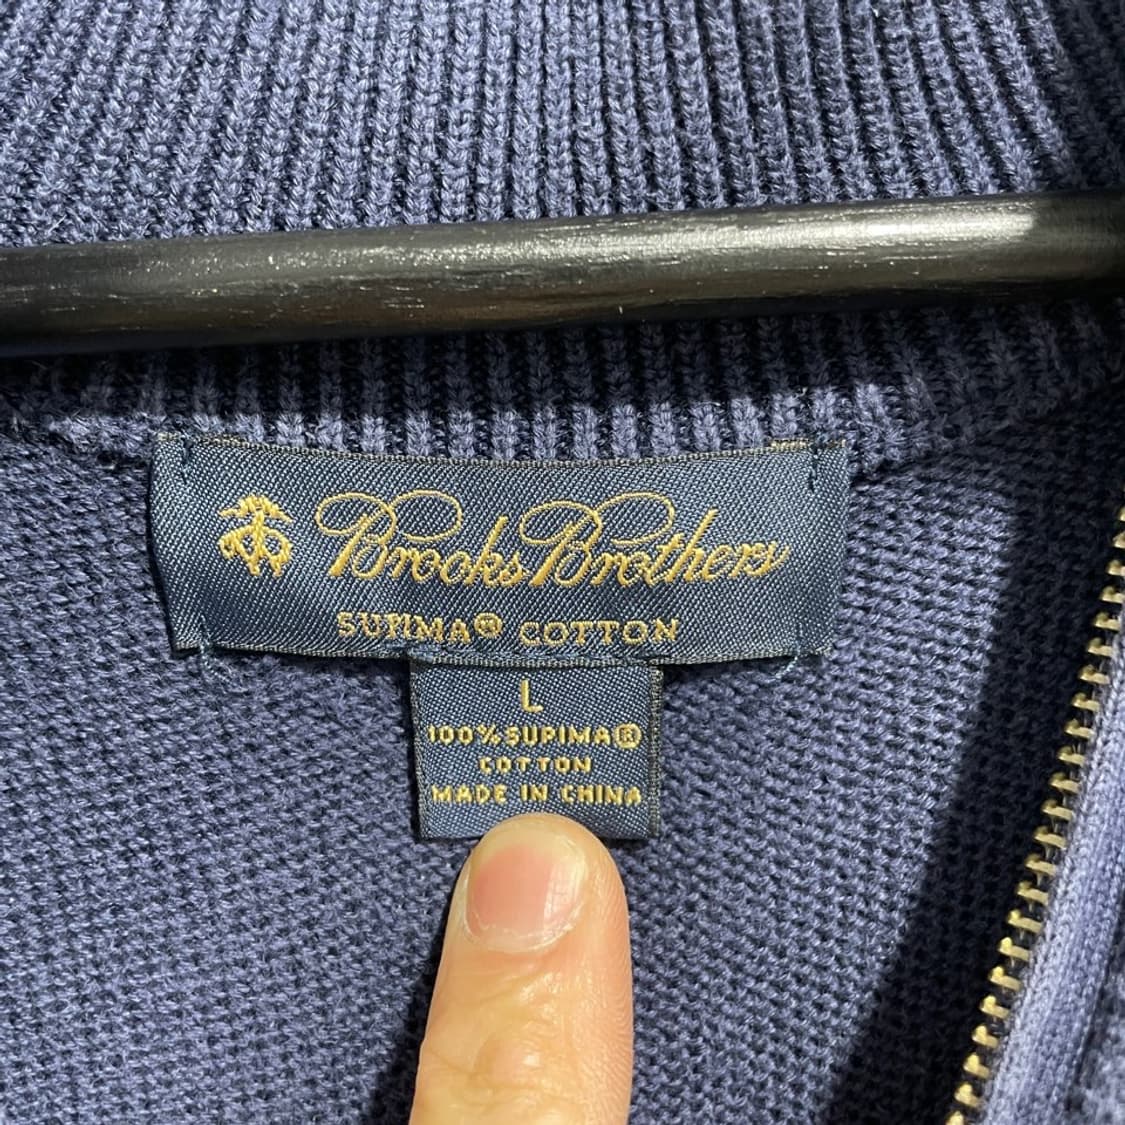 Brooks Brothers
SUPIMA® COTTON
L
100% SUPIMA®
COTTON
MADE IN CHINA